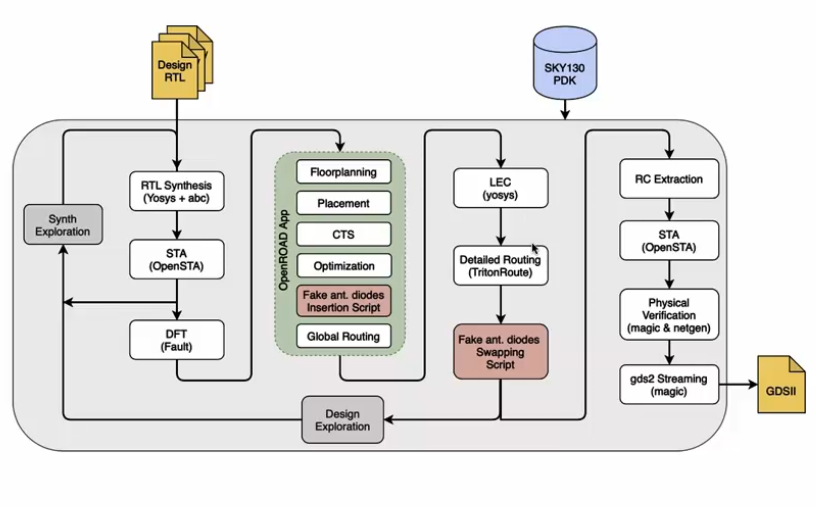 Design
RTL
SKY130
PDK
RTL Synthesis
(Yosys + abc)
Synth
Exploration
STA
(OpenSTA)
DFT
(Fault)
OpenROAD App
Floorplanning
Placement
CTS
Optimization
Fake ant. diodes
Insertion Script
Global Routing
LEC
(yosys)
Detailed Routing
(TritonRoute)
Fake ant. diodes
Swapping
Script
Design
Exploration
RC Extraction
STA
(OpenSTA)
Physical
Verification
(magic & netgen)
gds2 Streaming
(magic)
GDSII